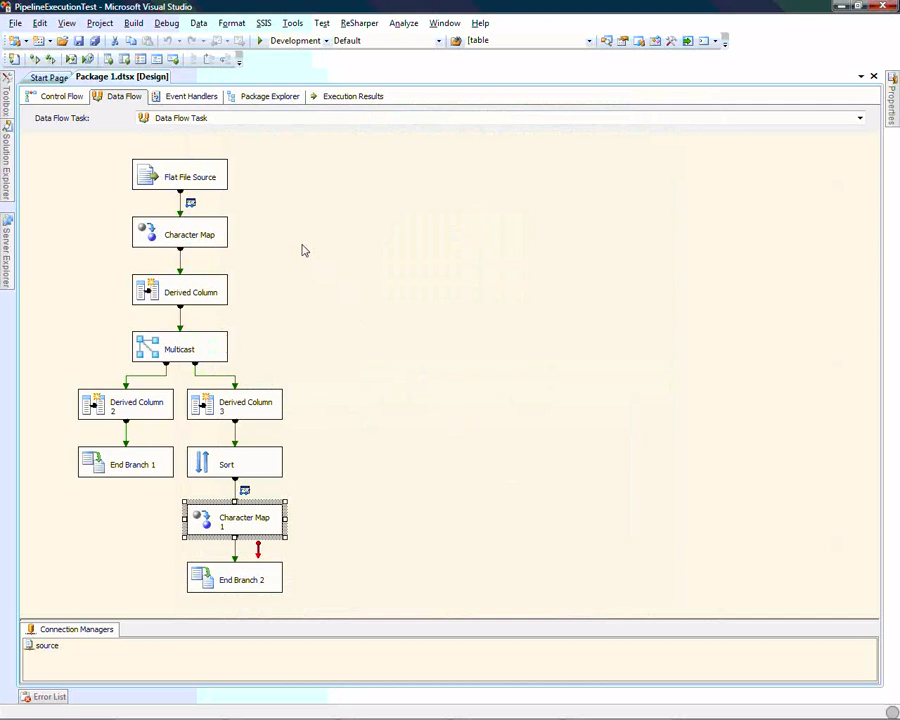 PipelineExecutionTest - Microsoft Visual Studio
File Edit View Project Build Debug Data Format SSIS Tools Test ReSharper Analyze Window Help
Development Default [table
Start Page Package 1.dtsx [Design]
Control Flow Data Flow Event Handlers Package Explorer Execution Results
Data Flow Task: Data Flow Task
Toolbox
Solution Explorer
Server Explorer
Properties
Flat File Source
Character Map
Derived Column
Multicast
Derived Column
2
Derived Column
3
End Branch 1
Sort
Character Map
1
End Branch 2
Connection Managers
source
Error List